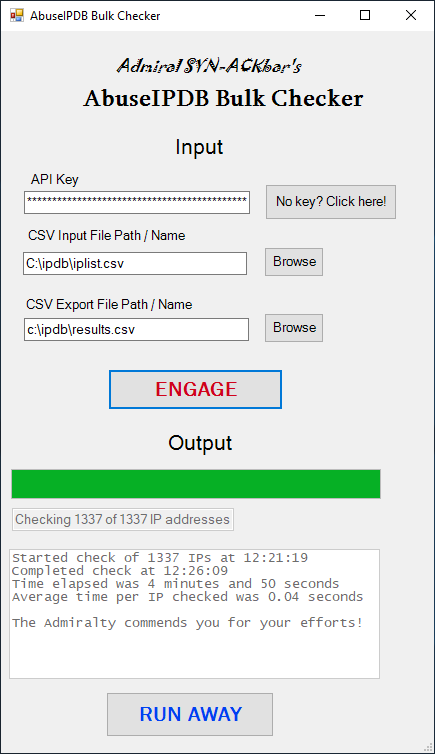 AbuseIPDB Bulk Checker
Admiral SYN-ACKbar's
AbuseIPDB Bulk Checker
Input
API Key
********************************************
No key? Click here!
CSV Input File Path / Name
C:\ipdb\iplist.csv
Browse
CSV Export File Path / Name
c:\ipdb\results.csv
Browse
ENGAGE
Output
Checking 1337 of 1337 IP addresses
Started check of 1337 IPs at 12:21:19
Completed check at 12:26:09
Time elapsed was 4 minutes and 50 seconds
Average time per IP checked was 0.04 seconds
The Admiralty commends you for your efforts!
RUN AWAY